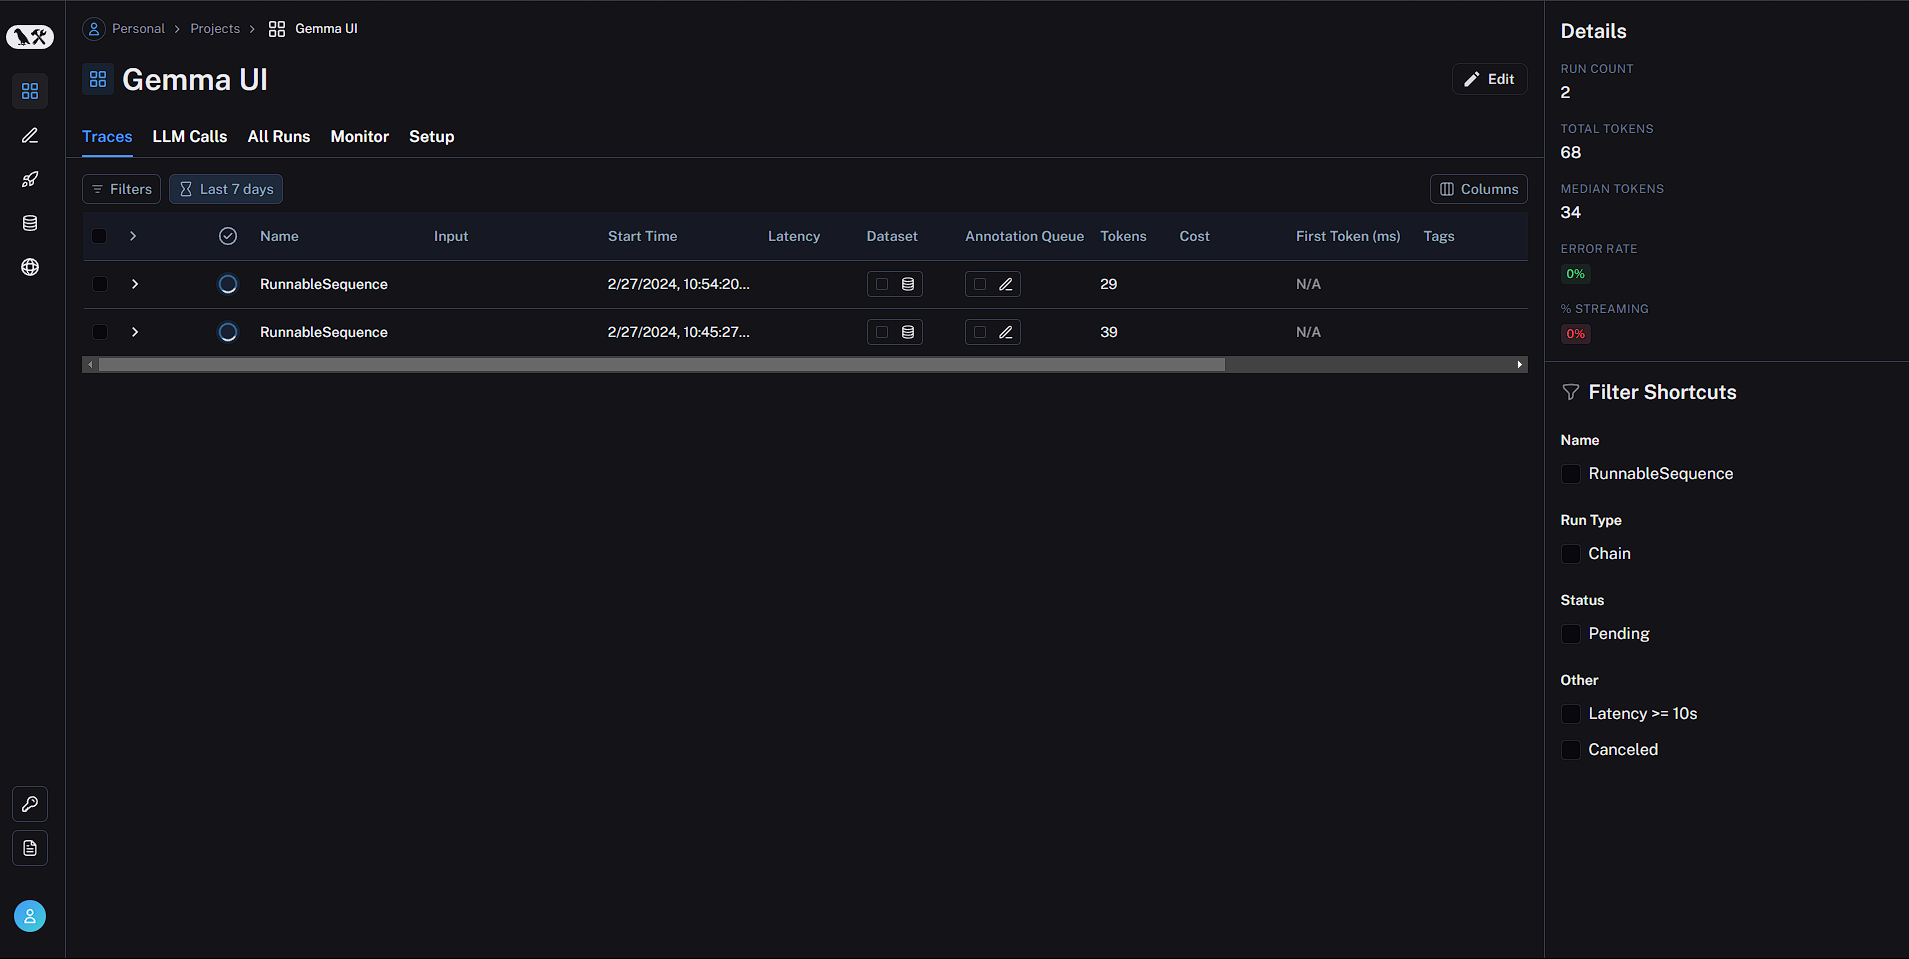 Personal > Projects > Gemma UI
Gemma UI
Edit
Traces LLM Calls All Runs Monitor Setup
Filters Last 7 days Columns
Name Input Start Time Latency Dataset Annotation Queue Tokens Cost First Token (ms) Tags
RunnableSequence 2/27/2024, 10:54:20... 29 N/A
RunnableSequence 2/27/2024, 10:45:27... 39 N/A
Details
RUN COUNT
2
TOTAL TOKENS
68
MEDIAN TOKENS
34
ERROR RATE
0%
% STREAMING
0%
Filter Shortcuts
Name
RunnableSequence
Run Type
Chain
Status
Pending
Other
Latency >= 10s
Canceled